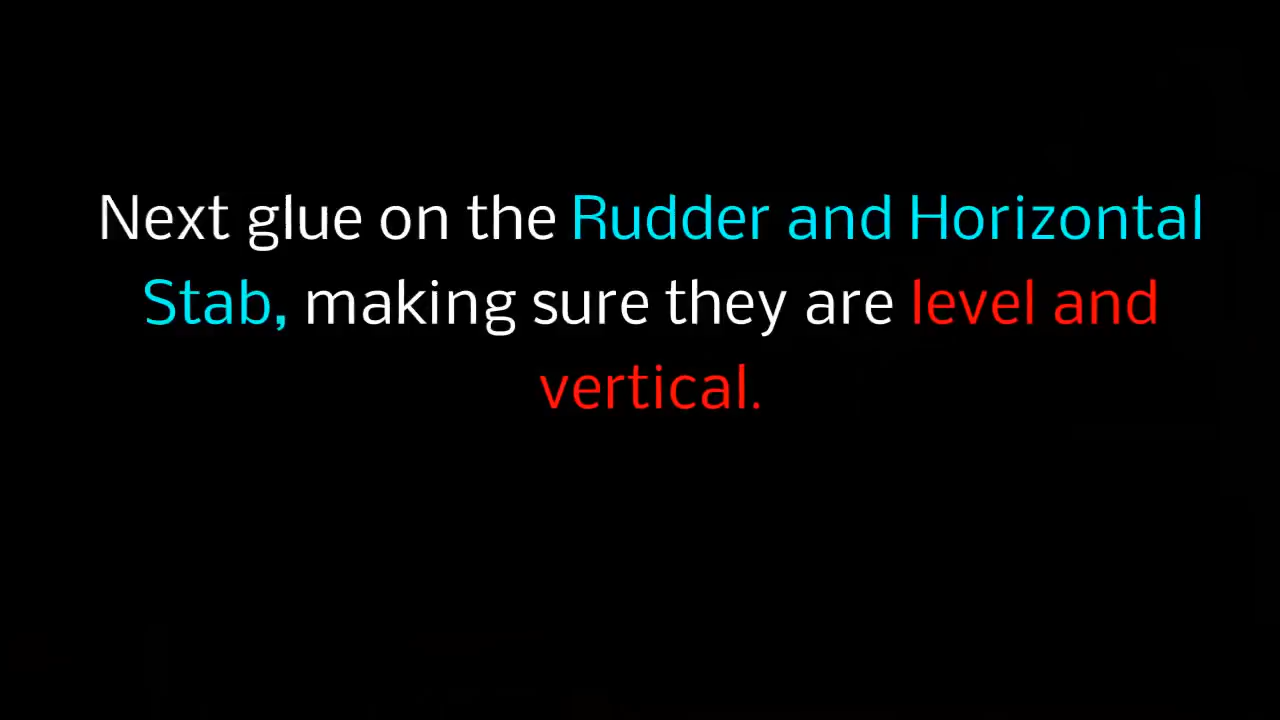 Next glue on the Rudder and Horizontal
Stab, making sure they are level and
vertical.